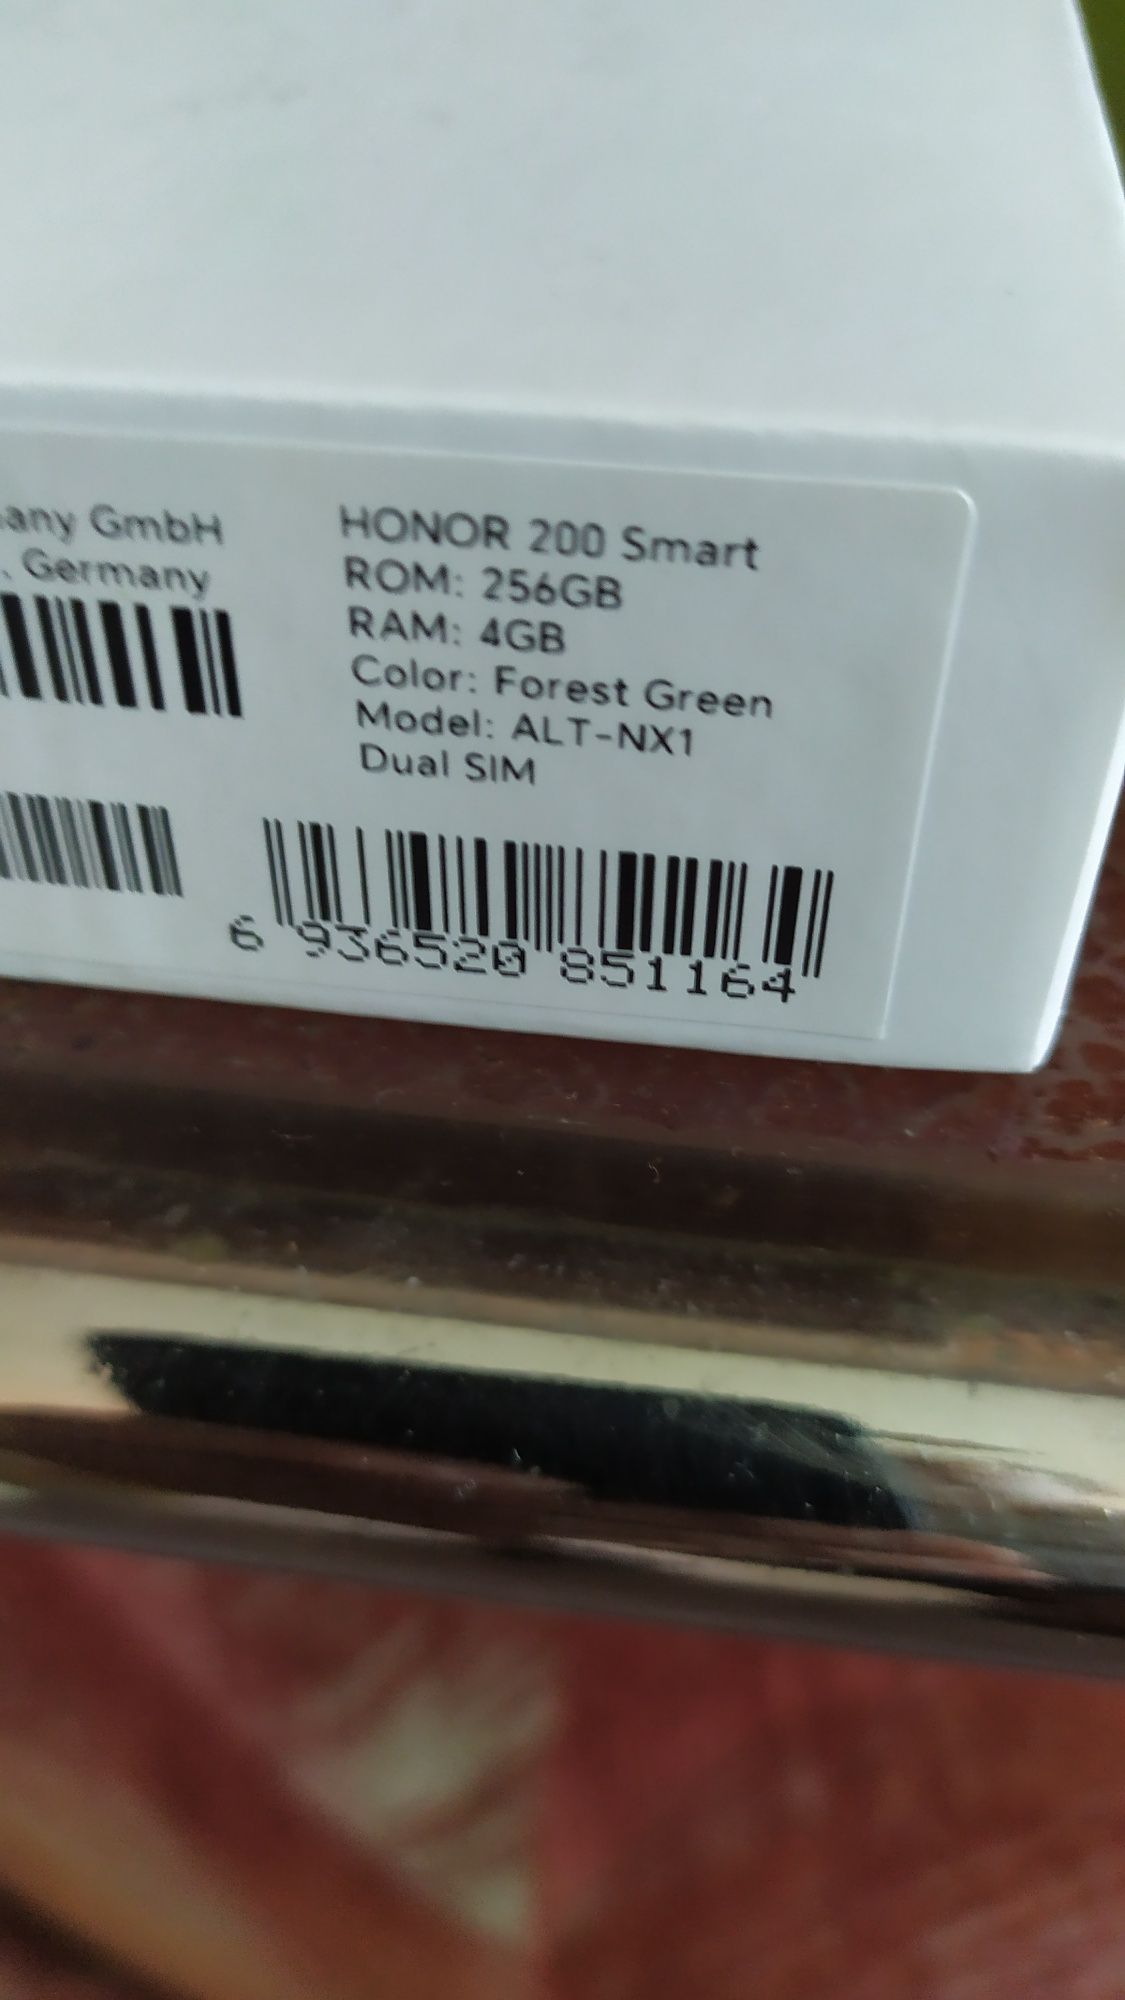 GmbH
Germany
HONOR 200 Smart
ROM: 256GB
RAM: 4GB
Color: Forest Green
Model: ALT-NX1
Dual SIM
6 936520 851164